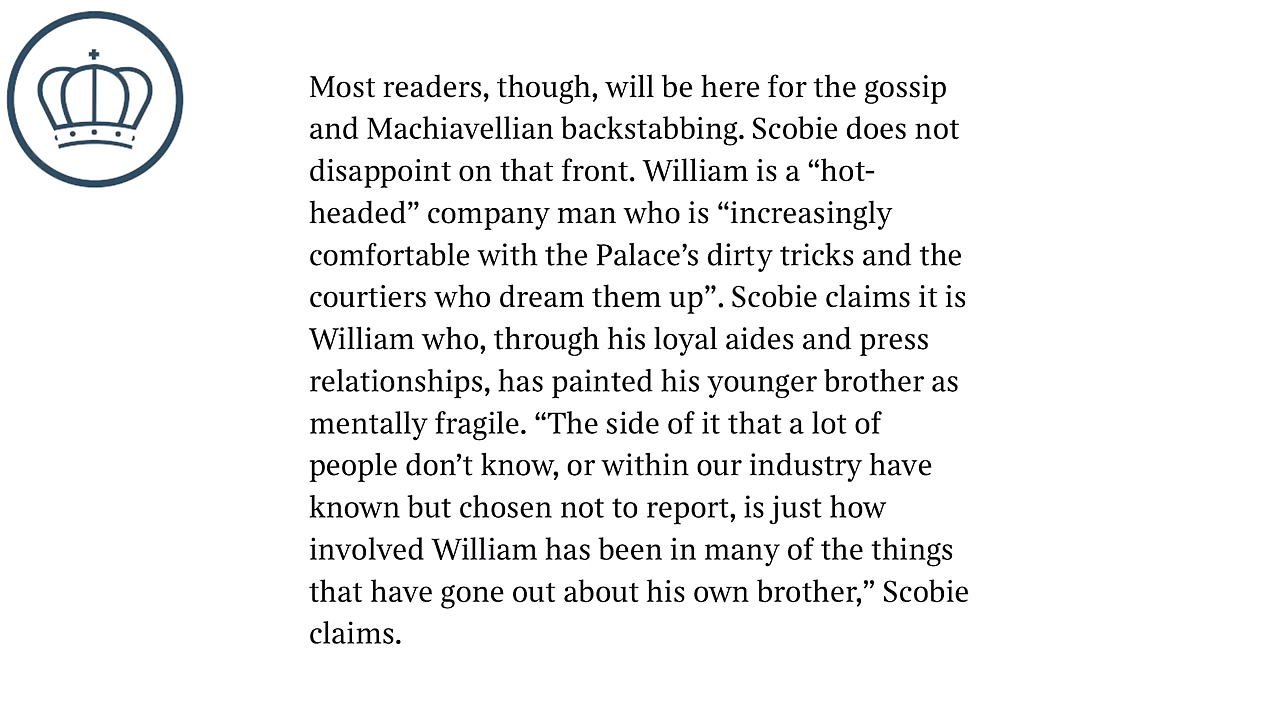 Most readers, though, will be here for the gossip
and Machiavellian backstabbing. Scobie does not
disappoint on that front. William is a “hot-
headed” company man who is “increasingly
comfortable with the Palace’s dirty tricks and the
courtiers who dream them up”. Scobie claims it is
William who, through his loyal aides and press
relationships, has painted his younger brother as
mentally fragile. “The side of it that a lot of
people don’t know, or within our industry have
known but chosen not to report, is just how
involved William has been in many of the things
that have gone out about his own brother,” Scobie
claims.